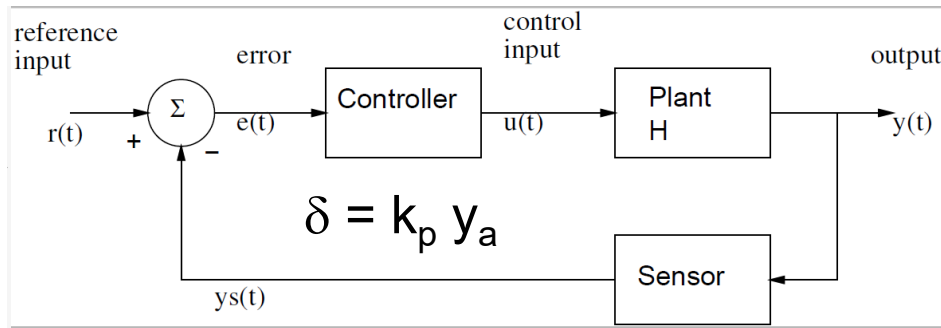 reference
input
error
control
input
output
Σ
Controller
Plant
H
r(t)
+
−
e(t)
u(t)
y(t)
δ = kp ya
Sensor
ys(t)